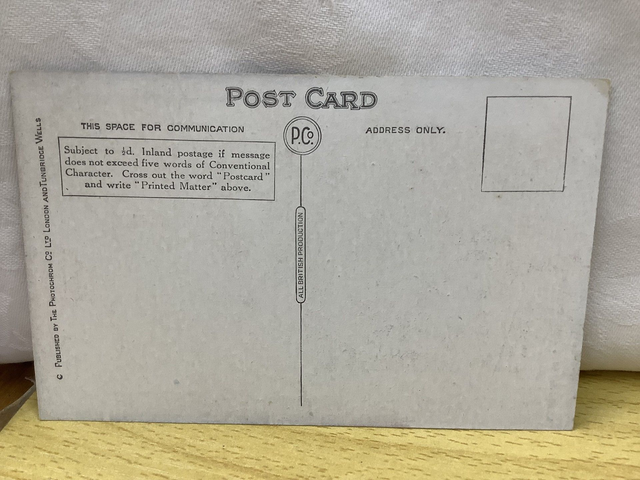 POST CARD
THIS SPACE FOR COMMUNICATION
P.Co
ADDRESS ONLY.
Subject to ½d. Inland postage if message
does not exceed five words of Conventional
Character. Cross out the word "Postcard"
and write "Printed Matter" above.
ALL BRITISH PRODUCTION
C PUBLISHED BY THE PHOTOCHROM CO LTD LONDON AND TUNBRIDGE WELLS